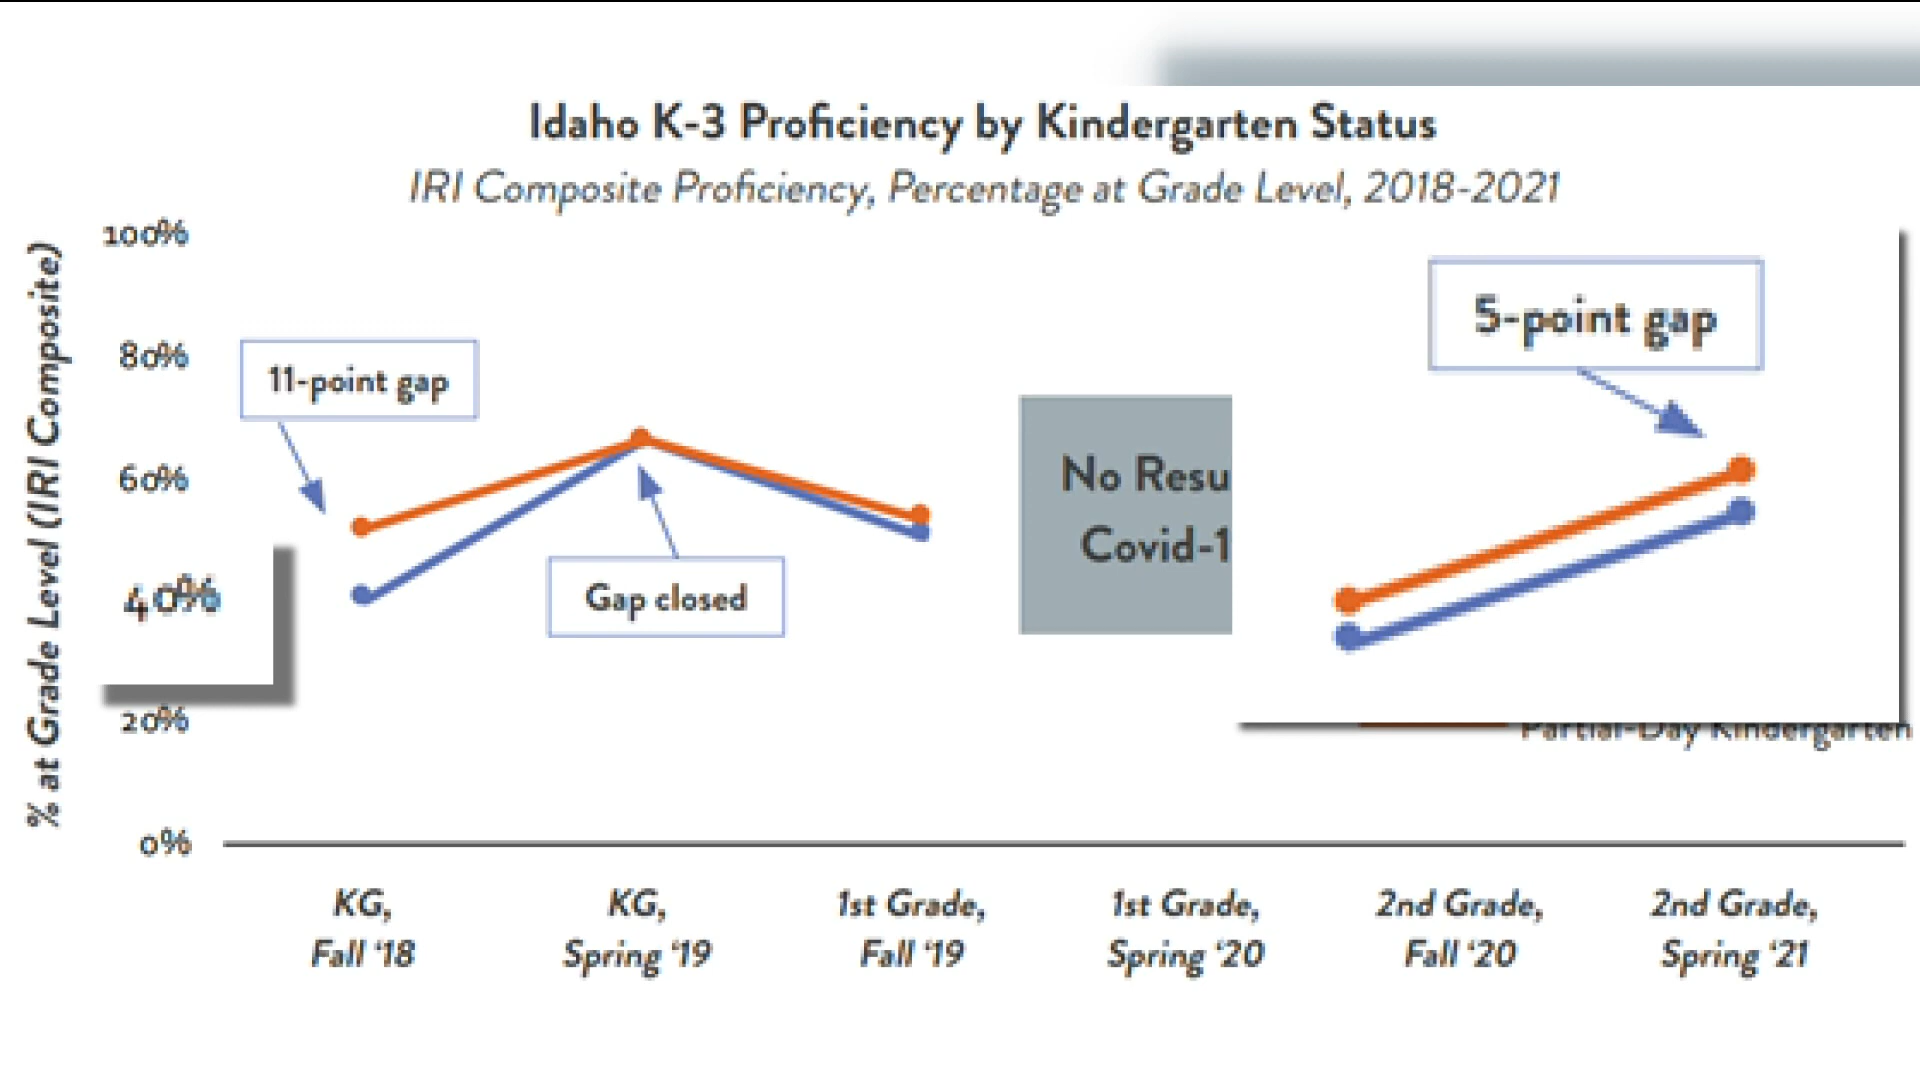 Idaho K-3 Proficiency by Kindergarten Status
IRI Composite Proficiency, Percentage at Grade Level, 2018-2021
% at Grade Level (IRI Composite)
100%
80%
60%
40%
20%
0%
11-point gap
Gap closed
No Resu
Covid-1
5-point gap
Partial-Day Kindergarten
KG,
Fall ‘18
KG,
Spring ‘19
1st Grade,
Fall ‘19
1st Grade,
Spring ‘20
2nd Grade,
Fall ‘20
2nd Grade,
Spring ‘21